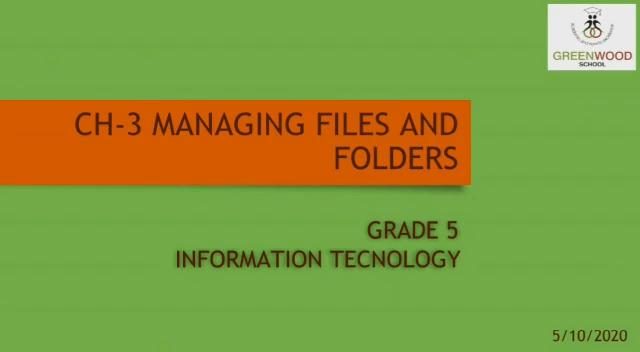 GREENWOOD
SCHOOL
CH-3 MANAGING FILES AND
FOLDERS
GRADE 5
INFORMATION TECNOLOGY
5/10/2020